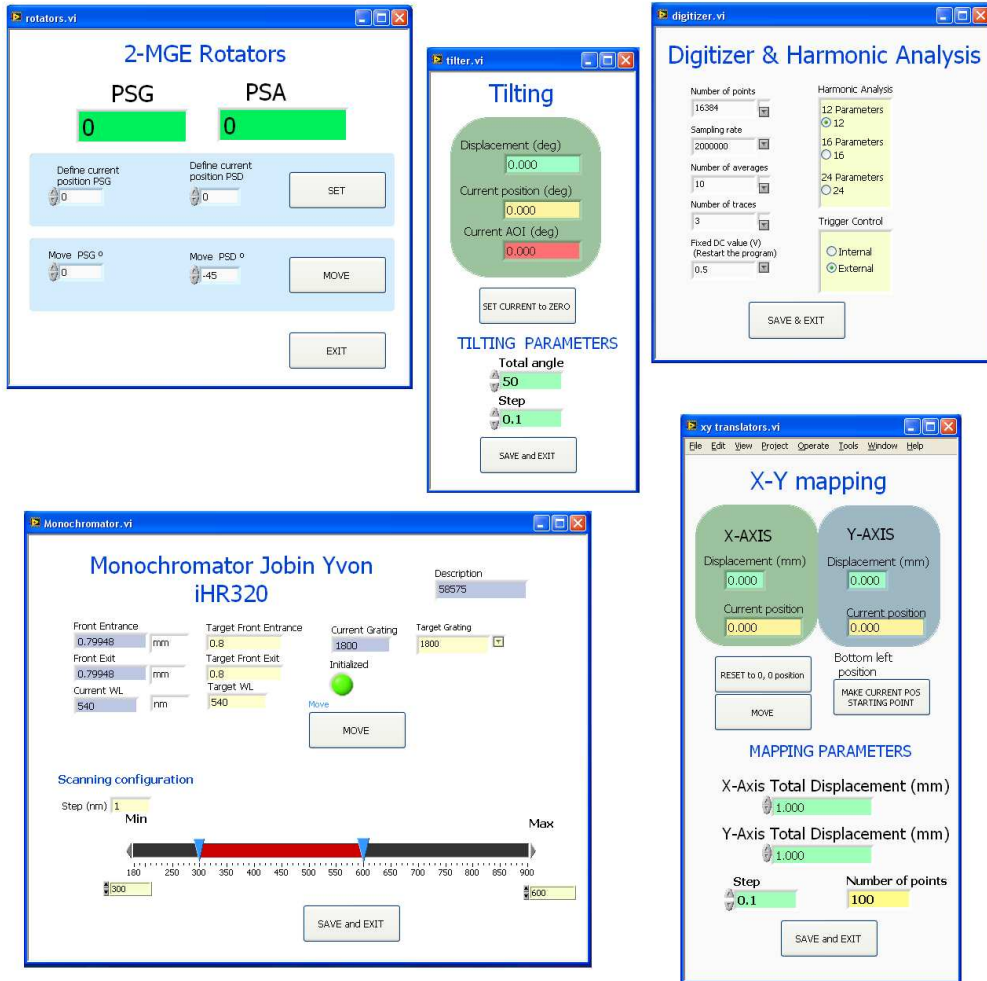 rotators.vi
2-MGE Rotators
PSG PSA
0 0
Define current
position PSG
Define current
position PSD
0 0
SET
Move PSG º Move PSD º
0 -45
MOVE
EXIT
tilter.vi
Tilting
Displacement (deg)
0.000
Current position (deg)
0.000
Current AOI (deg)
0.000
SET CURRENT to ZERO
TILTING PARAMETERS
Total angle
50
Step
0.1
SAVE and EXIT
digitizer.vi
Digitizer & Harmonic Analysis
Number of points
16384
Sampling rate
2000000
Number of averages
10
Number of traces
3
Fixed DC value (V)
(Restart the program)
0.5
Harmonic Analysis
12 Parameters
12
16 Parameters
16
24 Parameters
24
Trigger Control
Internal
External
SAVE & EXIT
Monochromator.vi
Monochromator Jobin Yvon
iHR320
Description
58575
Front Entrance
0.79948 mm
Front Exit
0.79948 mm
Current WL
540 nm
Target Front Entrance
0.8
Target Front Exit
0.8
Target WL
540
Current Grating
1800
Target Grating
1800
Initialized
Move
MOVE
Scanning configuration
Step (nm) 1
Min Max
180 250 300 350 400 450 500 550 600 650 700 750 800 850 900
300 600
SAVE and EXIT
xy translators.vi
File Edit View Project Operate Tools Window Help
X-Y mapping
X-AXIS
Displacement (mm)
0.000
Current position
0.000
Y-AXIS
Displacement (mm)
0.000
Current position
0.000
RESET to 0, 0 position
MOVE
Bottom left
position
MAKE CURRENT POS
STARTING POINT
MAPPING PARAMETERS
X-Axis Total Displacement (mm)
1.000
Y-Axis Total Displacement (mm)
1.000
Step Number of points
0.1 100
SAVE and EXIT